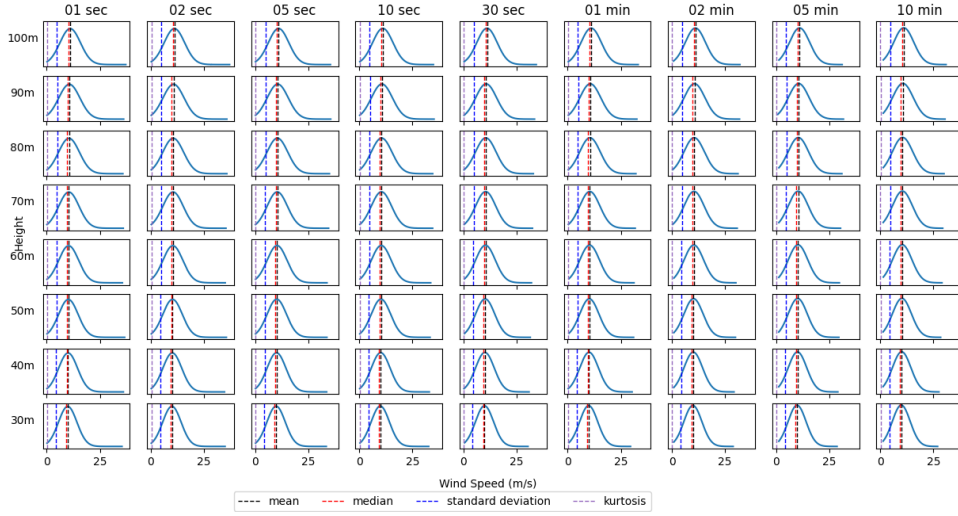 01 sec 02 sec 05 sec 10 sec 30 sec 01 min 02 min 05 min 10 min
100m
90m
80m
70m
Height
60m
50m
40m
30m
0 25 0 25 0 25 0 25 0 25 0 25 0 25 0 25 0 25
Wind Speed (m/s)
mean median standard deviation kurtosis